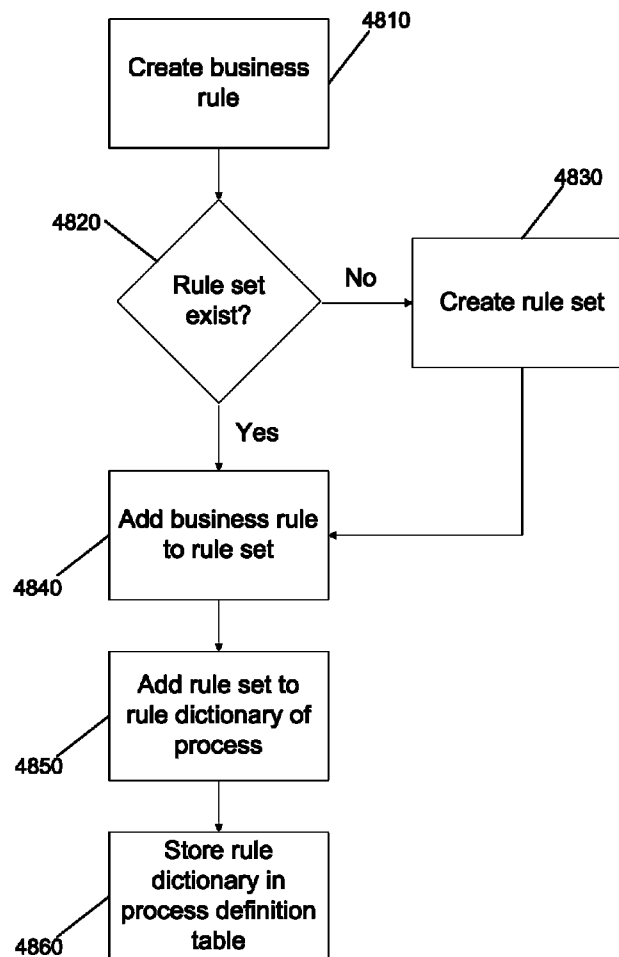 4810
Create business
rule
4820
4830
Rule set
exist?
No
Create rule set
Yes
Add business rule
to rule set
4840
Add rule set to
rule dictionary of
process
4850
Store rule
dictionary in
process definition
table
4860